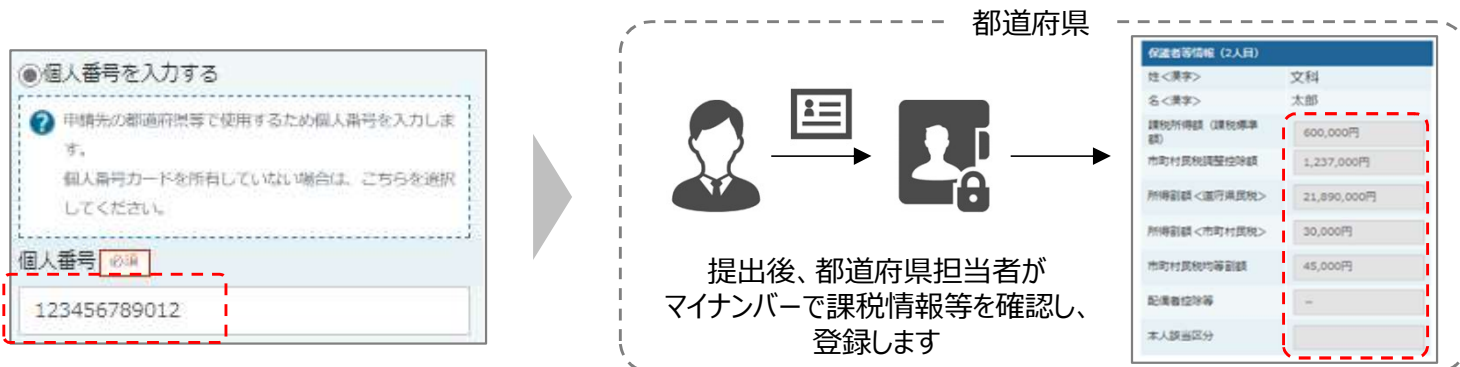 個人番号を入力する
申請先の都道府県等で使用するため個人番号を入力しま
す。
個人番号カードを所有していない場合は、こちらを選択
してください。
個人番号 必須
123456789012
都道府県
提出後、都道府県担当者が
マイナンバーで課税情報等を確認し、
登録します
保護者等情報（2人目）
姓<漢字> 文科
名<漢字> 太郎
課税所得額（課税標準
額） 600,000円
市町村民税調整控除額 1,237,000円
所得割額<道府県民税> 21,890,000円
所得割額<市町村民税> 30,000円
市町村民税均等割額 45,000円
配偶者控除等 －
本人該当区分